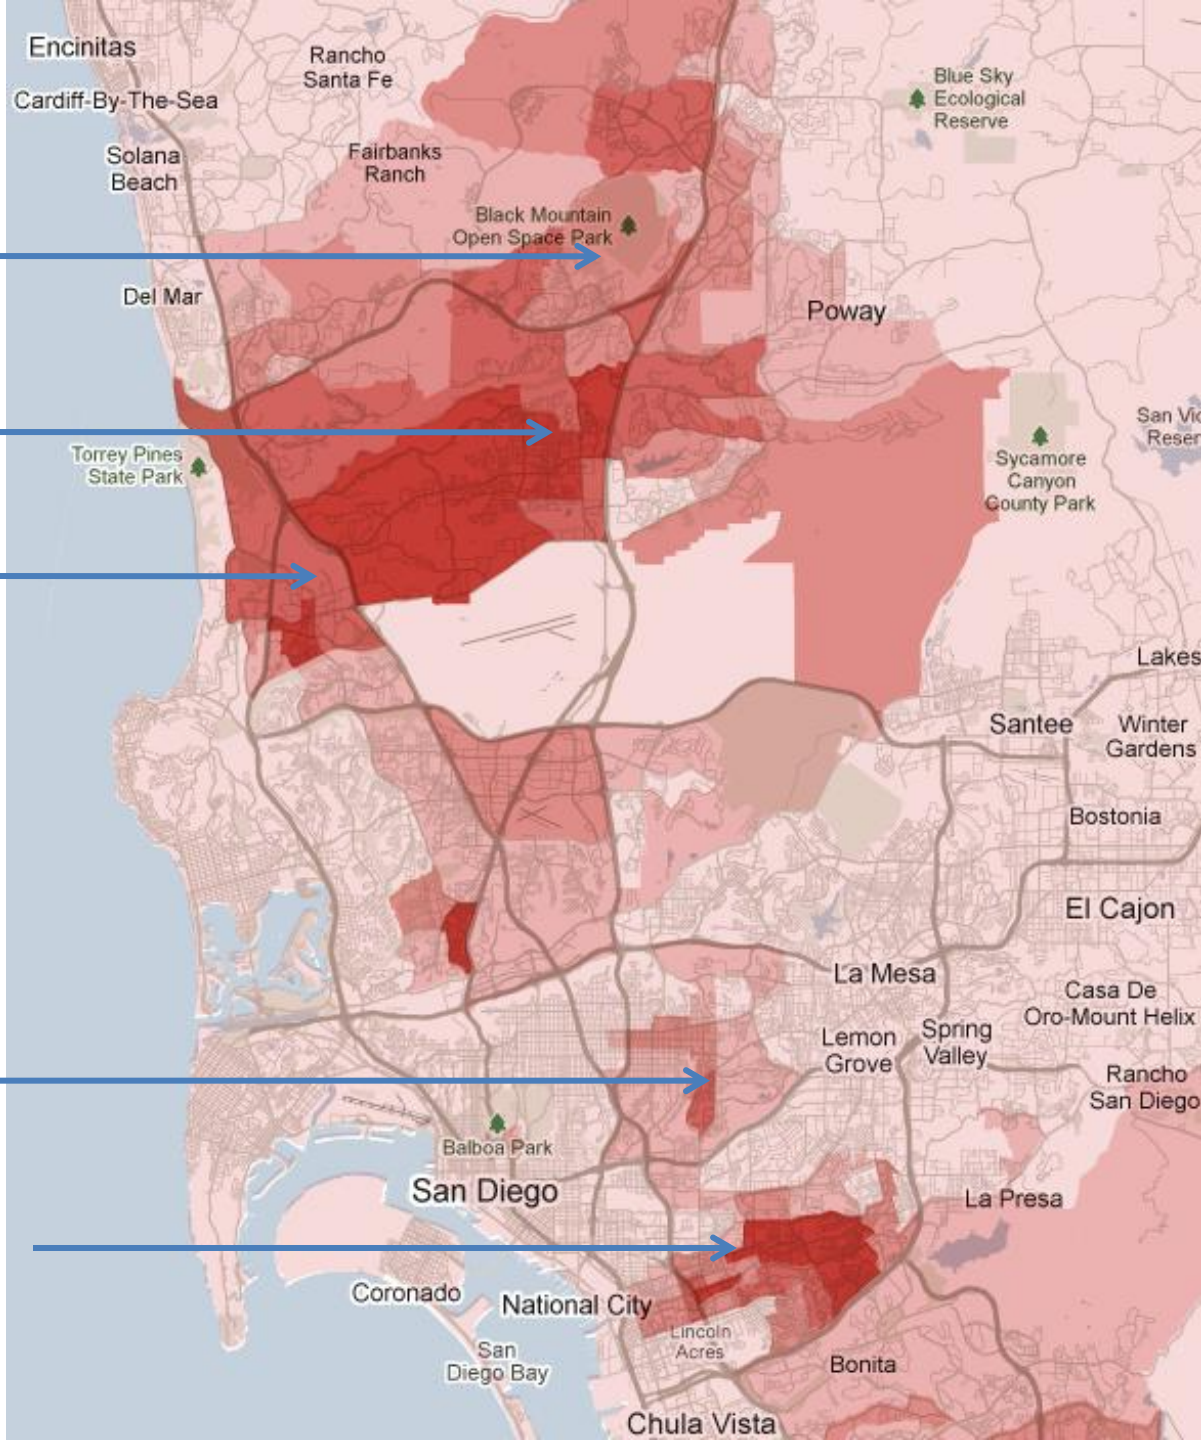 Encinitas
Rancho
Santa Fe
Blue Sky
Ecological
Reserve
Cardiff-By-The-Sea
Solana
Beach
Fairbanks
Ranch
Black Mountain
Open Space Park
Del Mar
Poway
San Vic
Reser
Torrey Pines
State Park
Sycamore
Canyon
County Park
Lakes
Santee
Winter
Gardens
Bostonia
El Cajon
La Mesa
Casa De
Oro-Mount Helix
Lemon
Grove
Spring
Valley
Rancho
San Diego
Balboa Park
San Diego
La Presa
Coronado
National City
Lincoln
Acres
San
Diego Bay
Bonita
Chula Vista